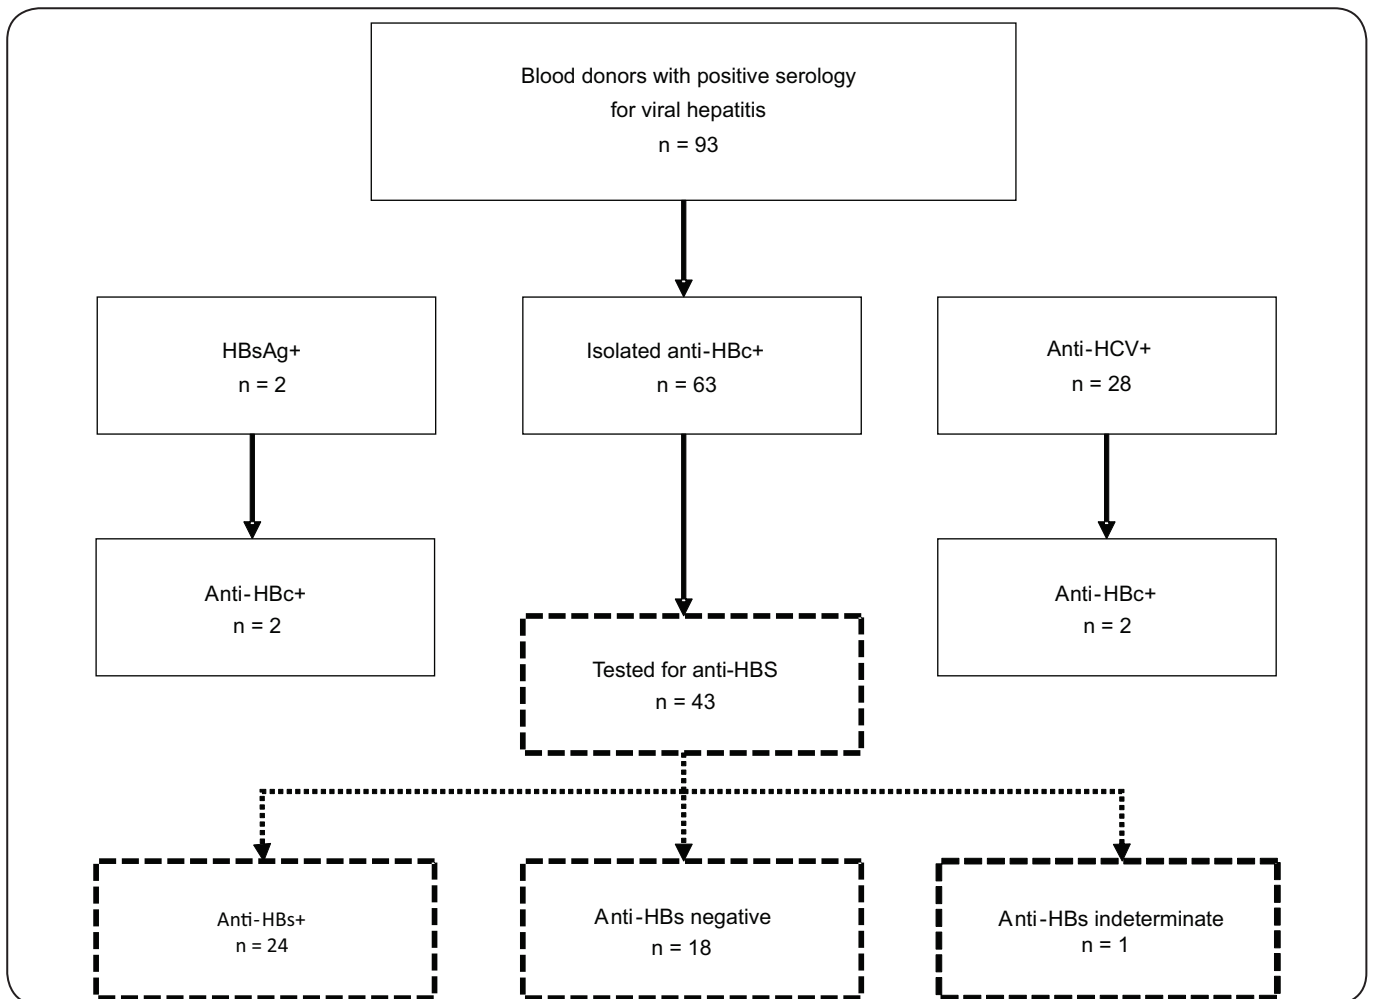 Blood donors with positive serology
for viral hepatitis
n = 93
HBsAg+
n = 2
Isolated anti-HBc+
n = 63
Anti-HCV+
n = 28
Anti-HBc+
n = 2
Anti-HBc+
n = 2
Tested for anti-HBS
n = 43
Anti-HBs+
n = 24
Anti-HBs negative
n = 18
Anti-HBs indeterminate
n = 1